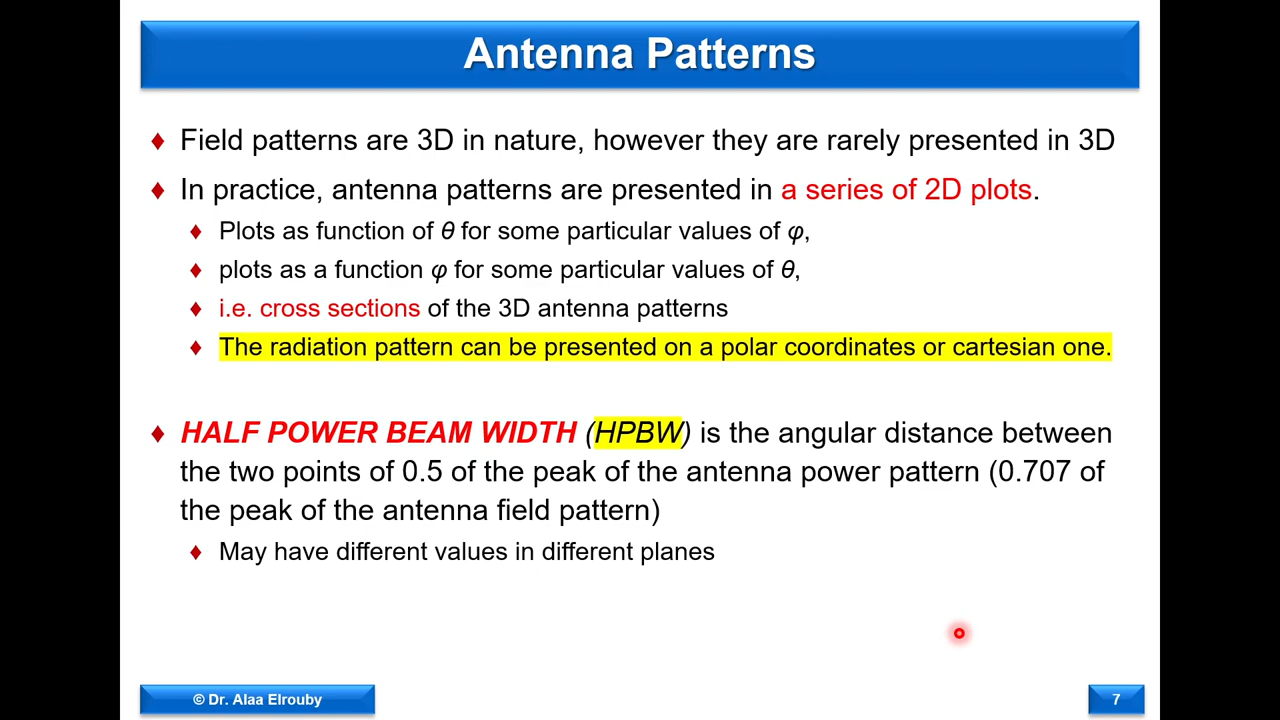 Antenna Patterns
Field patterns are 3D in nature, however they are rarely presented in 3D
In practice, antenna patterns are presented in a series of 2D plots.
Plots as function of θ for some particular values of φ,
plots as a function φ for some particular values of θ,
i.e. cross sections of the 3D antenna patterns
The radiation pattern can be presented on a polar coordinates or cartesian one.
HALF POWER BEAM WIDTH (HPBW) is the angular distance between
the two points of 0.5 of the peak of the antenna power pattern (0.707 of
the peak of the antenna field pattern)
May have different values in different planes
© Dr. Alaa Elrouby
7